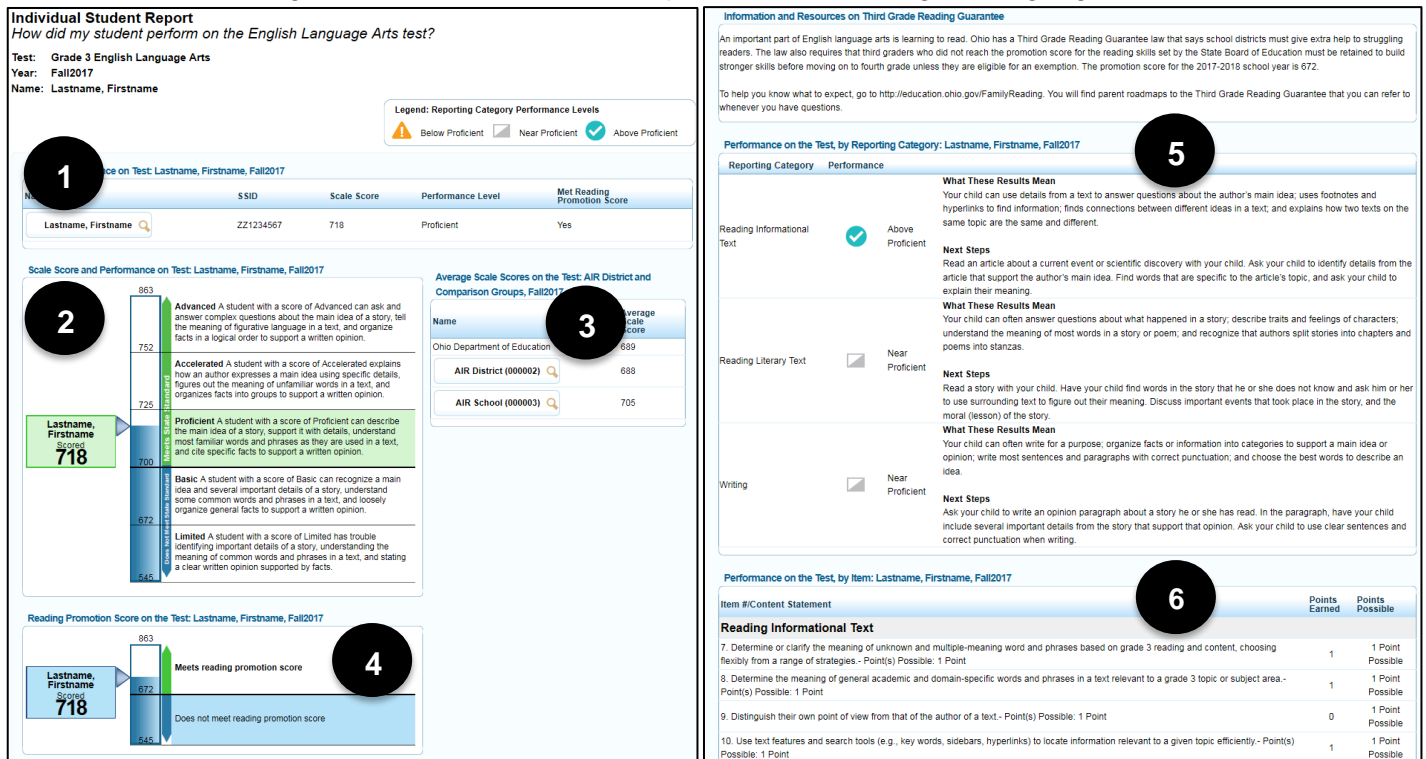 Individual Student Report
How did my student perform on the English Language Arts test?
Test: Grade 3 English Language Arts
Year: Fall2017
Name: Lastname, Firstname
Legend: Reporting Category Performance Levels
Below Proficient Near Proficient Above Proficient
1
on Test: Lastname, Firstname, Fall2017
SSID Scale Score Performance Level Met Reading
Promotion Score
Lastname, Firstname ZZ1234567 718 Proficient Yes
Scale Score and Performance on Test: Lastname, Firstname, Fall2017
2
863
Advanced A student with a score of Advanced can ask and
answer complex questions about the main idea of a story, tell
the meaning of figurative language in a text, and organize
facts in a logical order to support a written opinion.
752
Accelerated A student with a score of Accelerated explains
how an author expresses a main idea using specific details,
figures out the meaning of unfamiliar words in a text, and
organizes facts into groups to support a written opinion.
725
Meets State Standard
Lastname,
Firstname
Scored
718
Proficient A student with a score of Proficient can describe
the main idea of a story, support it with details, understand
most familiar words and phrases as they are used in a text,
and cite specific facts to support a written opinion.
700
Basic A student with a score of Basic can recognize a main
idea and several important details of a story, understand
some common words and phrases in a text, and loosely
organize general facts to support a written opinion.
672
Does Not Meet State Standard
Limited A student with a score of Limited has trouble
identifying important details of a story, understanding the
meaning of common words and phrases in a text, and stating
a clear written opinion supported by facts.
545
Average Scale Scores on the Test: AIR District and
Comparison Groups, Fall2017
3
Name Average
Scale
Score
Ohio Department of Education 689
AIR District (000002) 688
AIR School (000003) 705
Reading Promotion Score on the Test: Lastname, Firstname, Fall2017
4
863
Meets reading promotion score
Lastname,
Firstname
Scored
718
672
Does not meet reading promotion score
545
Information and Resources on Third Grade Reading Guarantee
An important part of English language arts is learning to read. Ohio has a Third Grade Reading Guarantee law that says school districts must give extra help to struggling
readers. The law also requires that third graders who did not reach the promotion score for the reading skills set by the State Board of Education must be retained to build
stronger skills before moving on to fourth grade unless they are eligible for an exemption. The promotion score for the 2017-2018 school year is 672.
To help you know what to expect, go to http://education.ohio.gov/FamilyReading. You will find parent roadmaps to the Third Grade Reading Guarantee that you can refer to
whenever you have questions.
Performance on the Test, by Reporting Category: Lastname, Firstname, Fall2017
5
Reporting Category Performance
Reading Informational
Text
Above
Proficient
What These Results Mean
Your child can use details from a text to answer questions about the author's main idea; uses footnotes and
hyperlinks to find information; finds connections between different ideas in a text; and explains how two texts on the
same topic are the same and different.
Next Steps
Read an article about a current event or scientific discovery with your child. Ask your child to identify details from the
article that support the author's main idea. Find words that are specific to the article's topic, and ask your child to
explain their meaning.
Reading Literary Text
Near
Proficient
What These Results Mean
Your child can often answer questions about what happened in a story; describe traits and feelings of characters;
understand the meaning of most words in a story or poem; and recognize that authors split stories into chapters and
poems into stanzas.
Next Steps
Read a story with your child. Have your child find words in the story that he or she does not know and ask him or her
to use surrounding text to figure out their meaning. Discuss important events that took place in the story, and the
moral (lesson) of the story.
Writing
Near
Proficient
What These Results Mean
Your child can often write for a purpose; organize facts or information into categories to support a main idea or
opinion; write most sentences and paragraphs with correct punctuation; and choose the best words to describe an
idea.
Next Steps
Ask your child to write an opinion paragraph about a story he or she has read. In the paragraph, have your child
include several important details from the story that support that opinion. Ask your child to use clear sentences and
correct punctuation when writing.
Performance on the Test, by Item: Lastname, Firstname, Fall2017
6
Item #/Content Statement Points
Earned Points
Possible
Reading Informational Text
7. Determine or clarify the meaning of unknown and multiple-meaning word and phrases based on grade 3 reading and content, choosing
flexibly from a range of strategies.- Point(s) Possible: 1 Point
1 1 Point
Possible
8. Determine the meaning of general academic and domain-specific words and phrases in a text relevant to a grade 3 topic or subject area.-
Point(s) Possible: 1 Point
1 1 Point
Possible
9. Distinguish their own point of view from that of the author of a text.- Point(s) Possible: 1 Point
0 1 Point
Possible
10. Use text features and search tools (e.g., key words, sidebars, hyperlinks) to locate information relevant to a given topic efficiently.- Point(s)
Possible: 1 Point
1 1 Point
Possible